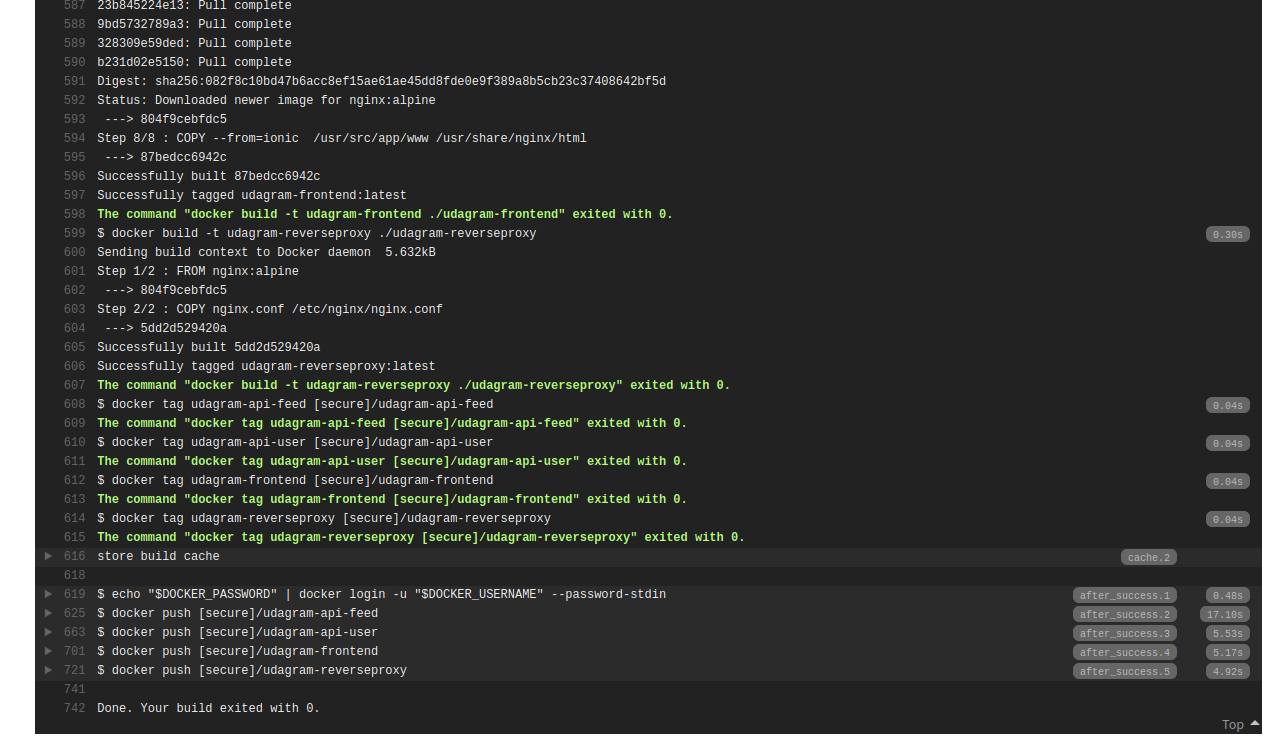 587 23b845224e13: Pull complete
588 9bd5732789a3: Pull complete
589 328309e59ded: Pull complete
590 b231d02e5150: Pull complete
591 Digest: sha256:082f8c10bd47b6acc8ef15ae61ae45dd8fde0e9f389a8b5cb23c37408642bf5d
592 Status: Downloaded newer image for nginx:alpine
593  ---> 804f9cebfdc5
594 Step 8/8 : COPY --from=ionic  /usr/src/app/www /usr/share/nginx/html
595  ---> 87bedcc6942c
596 Successfully built 87bedcc6942c
597 Successfully tagged udagram-frontend:latest
598 The command "docker build -t udagram-frontend ./udagram-frontend" exited with 0.
599 $ docker build -t udagram-reverseproxy ./udagram-reverseproxy 0.30s
600 Sending build context to Docker daemon  5.632kB
601 Step 1/2 : FROM nginx:alpine
602  ---> 804f9cebfdc5
603 Step 2/2 : COPY nginx.conf /etc/nginx/nginx.conf
604  ---> 5dd2d529420a
605 Successfully built 5dd2d529420a
606 Successfully tagged udagram-reverseproxy:latest
607 The command "docker build -t udagram-reverseproxy ./udagram-reverseproxy" exited with 0.
608 $ docker tag udagram-api-feed [secure]/udagram-api-feed 0.04s
609 The command "docker tag udagram-api-feed [secure]/udagram-api-feed" exited with 0.
610 $ docker tag udagram-api-user [secure]/udagram-api-user 0.04s
611 The command "docker tag udagram-api-user [secure]/udagram-api-user" exited with 0.
612 $ docker tag udagram-frontend [secure]/udagram-frontend 0.04s
613 The command "docker tag udagram-frontend [secure]/udagram-frontend" exited with 0.
614 $ docker tag udagram-reverseproxy [secure]/udagram-reverseproxy 0.04s
615 The command "docker tag udagram-reverseproxy [secure]/udagram-reverseproxy" exited with 0.
616 store build cache cache.2
618
619 $ echo "$DOCKER_PASSWORD" | docker login -u "$DOCKER_USERNAME" --password-stdin after_success.1 0.48s
625 $ docker push [secure]/udagram-api-feed after_success.2 17.10s
663 $ docker push [secure]/udagram-api-user after_success.3 5.53s
701 $ docker push [secure]/udagram-frontend after_success.4 5.17s
721 $ docker push [secure]/udagram-reverseproxy after_success.5 4.92s
741
742 Done. Your build exited with 0.
Top